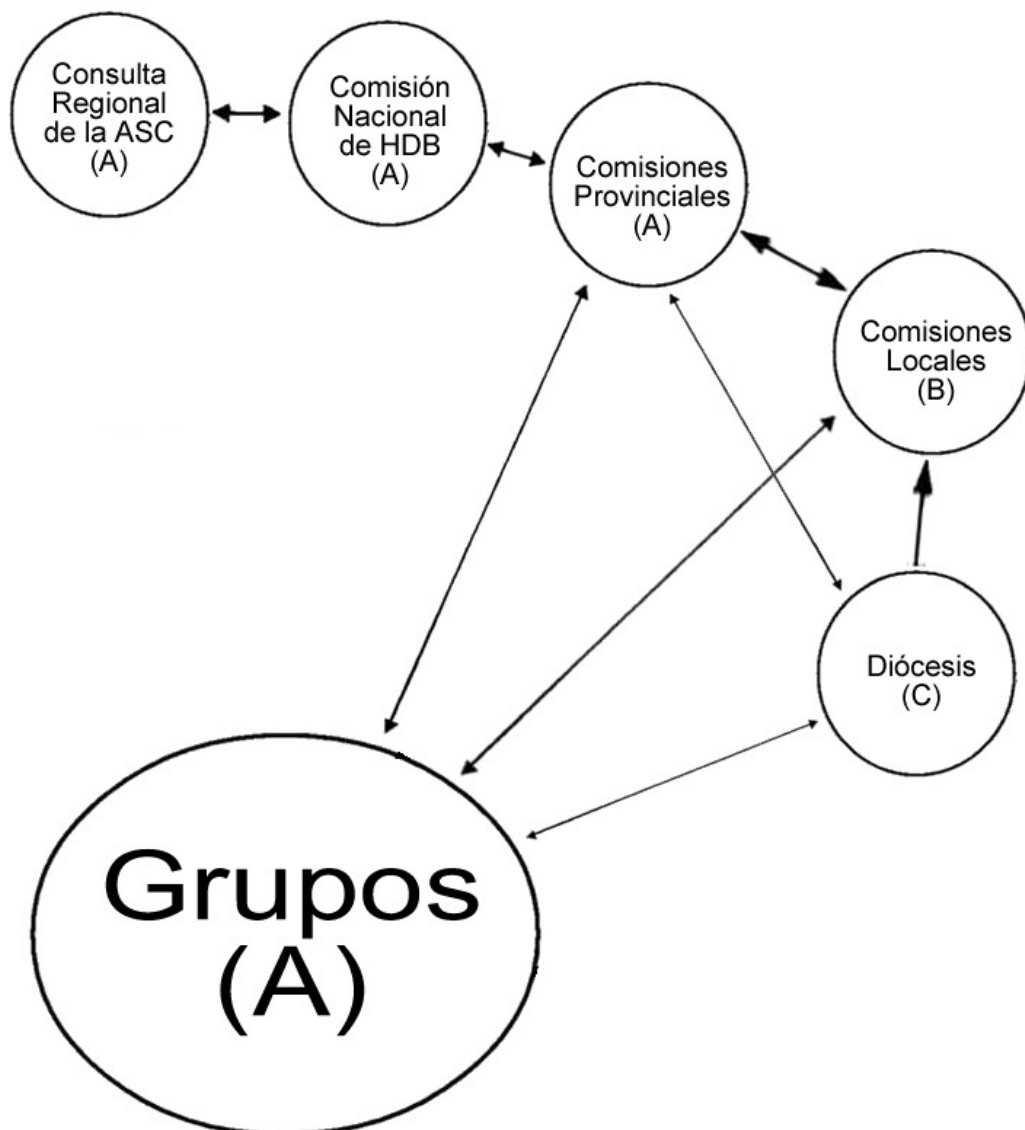 Consulta
Regional
de la ASC
(A)
Comisión
Nacional
de HDB
(A)
Comisiones
Provinciales
(A)
Comisiones
Locales
(B)
Diócesis
(C)
Grupos
(A)